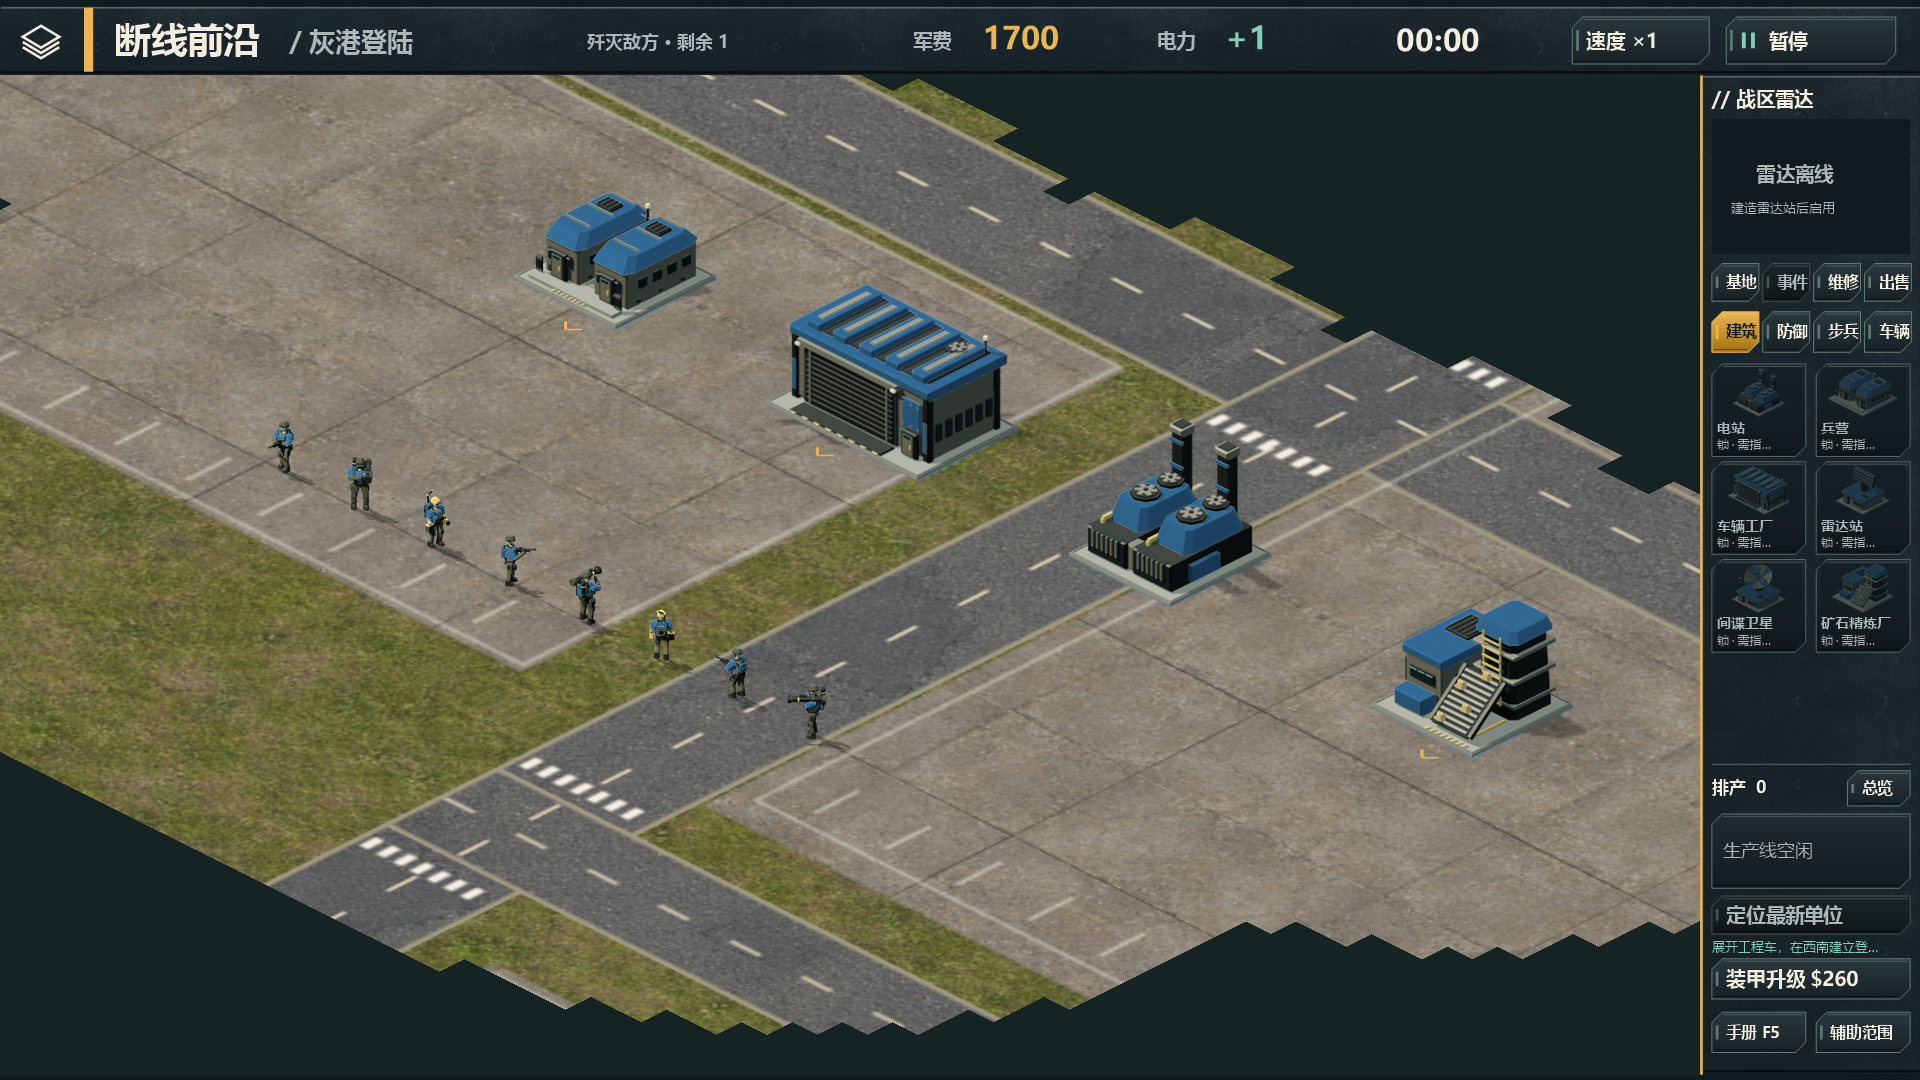 断线前沿 / 灰港登陆
歼灭敌方 • 剩余 1
军费 1700
电力 +1
00:00
速度 ×1
暂停
// 战区雷达
雷达离线
建造雷达站后启用
基地 事件 维修 出售
建筑 防御 步兵 车辆
电站
锁·需指...
兵营
锁·需指...
车辆工厂
锁·需指...
雷达站
锁·需指...
间谍卫星
锁·需指...
矿石精炼厂
锁·需指...
排产 0
总览
生产线空闲
定位最新单位
展开工程车，在西南建立登...
装甲升级 $260
手册 F5
辅助范围